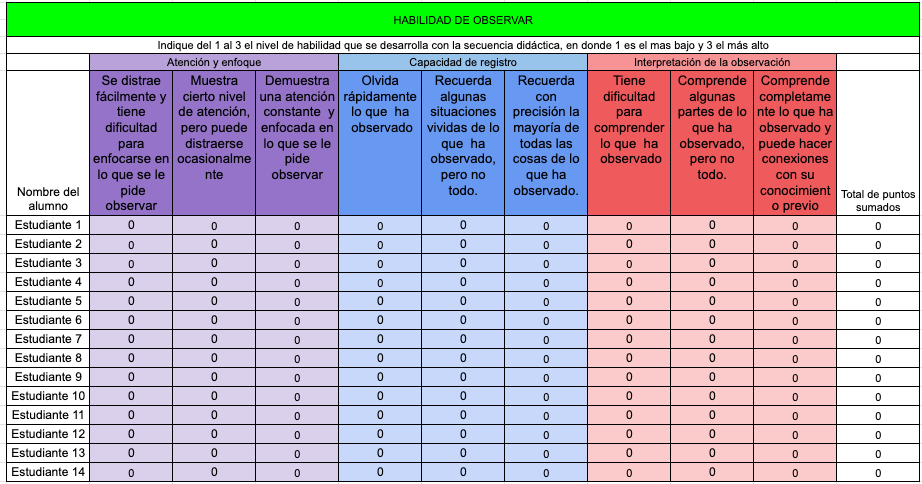 HABILIDAD DE OBSERVAR
Indique del 1 al 3 el nivel de habilidad que se desarrolla con la secuencia didáctica, en donde 1 es el mas bajo y 3 el más alto
Atención y enfoque
Capacidad de registro
Interpretación de la observación
Nombre del
alumno
Se distrae
fácilmente y
tiene
dificultad
para
enfocarse en
lo que se le
pide
observar
Muestra
cierto nivel
de atención,
pero puede
distraerse
ocasionalme
nte
Demuestra
una atención
constante y
enfocada en
lo que se le
pide
observar
Olvida
rápidamente
lo que ha
observado
Recuerda
algunas
situaciones
vividas de lo
que ha
observado,
pero no
todo.
Recuerda
con
precisión la
mayoría de
todas las
cosas de lo
que ha
observado.
Tiene
dificultad
para
comprender
lo que ha
observado
Comprende
algunas
partes de lo
que ha
observado,
pero no
todo.
Comprende
completame
nte lo que ha
observado y
puede hacer
conexiones
con su
conocimient
o previo
Total de puntos
sumados
Estudiante 1 0 0 0 0 0 0 0 0 0 0
Estudiante 2 0 0 0 0 0 0 0 0 0 0
Estudiante 3 0 0 0 0 0 0 0 0 0 0
Estudiante 4 0 0 0 0 0 0 0 0 0 0
Estudiante 5 0 0 0 0 0 0 0 0 0 0
Estudiante 6 0 0 0 0 0 0 0 0 0 0
Estudiante 7 0 0 0 0 0 0 0 0 0 0
Estudiante 8 0 0 0 0 0 0 0 0 0 0
Estudiante 9 0 0 0 0 0 0 0 0 0 0
Estudiante 10 0 0 0 0 0 0 0 0 0 0
Estudiante 11 0 0 0 0 0 0 0 0 0 0
Estudiante 12 0 0 0 0 0 0 0 0 0 0
Estudiante 13 0 0 0 0 0 0 0 0 0 0
Estudiante 14 0 0 0 0 0 0 0 0 0 0